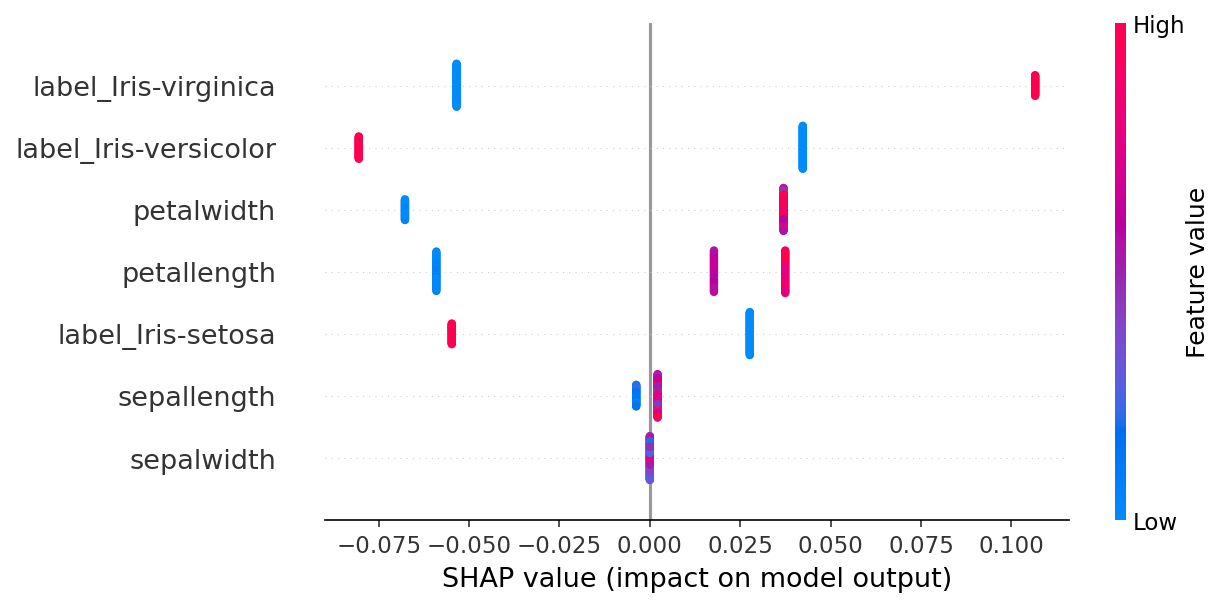 High
label_Iris-virginica
label_Iris-versicolor
petalwidth
petallength
label_Iris-setosa
sepallength
sepalwidth
Feature value
Low
−0.075 −0.050 −0.025 0.000 0.025 0.050 0.075 0.100
SHAP value (impact on model output)